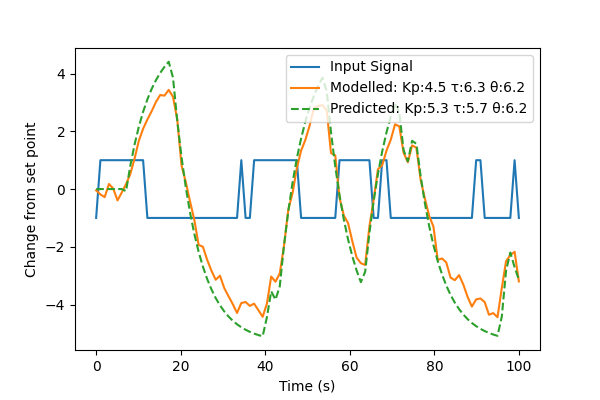 Input Signal
Modelled: Kp:4.5 τ:6.3 θ:6.2
Predicted: Kp:5.3 τ:5.7 θ:6.2
4
2
0
−2
−4
Change from set point
0 20 40 60 80 100
Time (s)